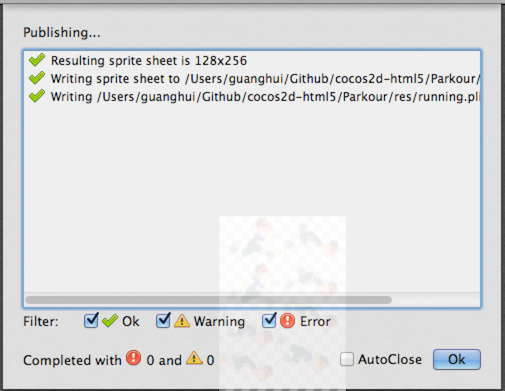 Publishing...
Resulting sprite sheet is 128x256
Writing sprite sheet to /Users/guanghui/Github/cocos2d-html5/Parkour/
Writing /Users/guanghui/Github/cocos2d-html5/Parkour/res/running.pli
Filter: Ok Warning Error
Completed with 0 and 0 AutoClose Ok